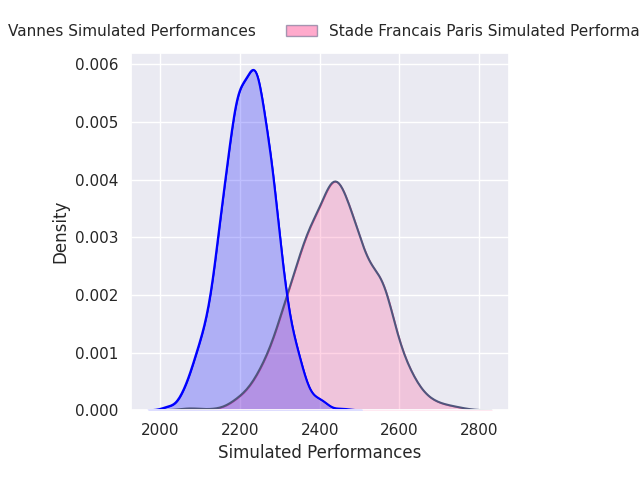 Vannes Simulated Performances Stade Francais Paris Simulated Performa
0.006
0.005
0.004
0.003
0.002
0.001
0.000
Density
2000 2200 2400 2600 2800
Simulated Performances